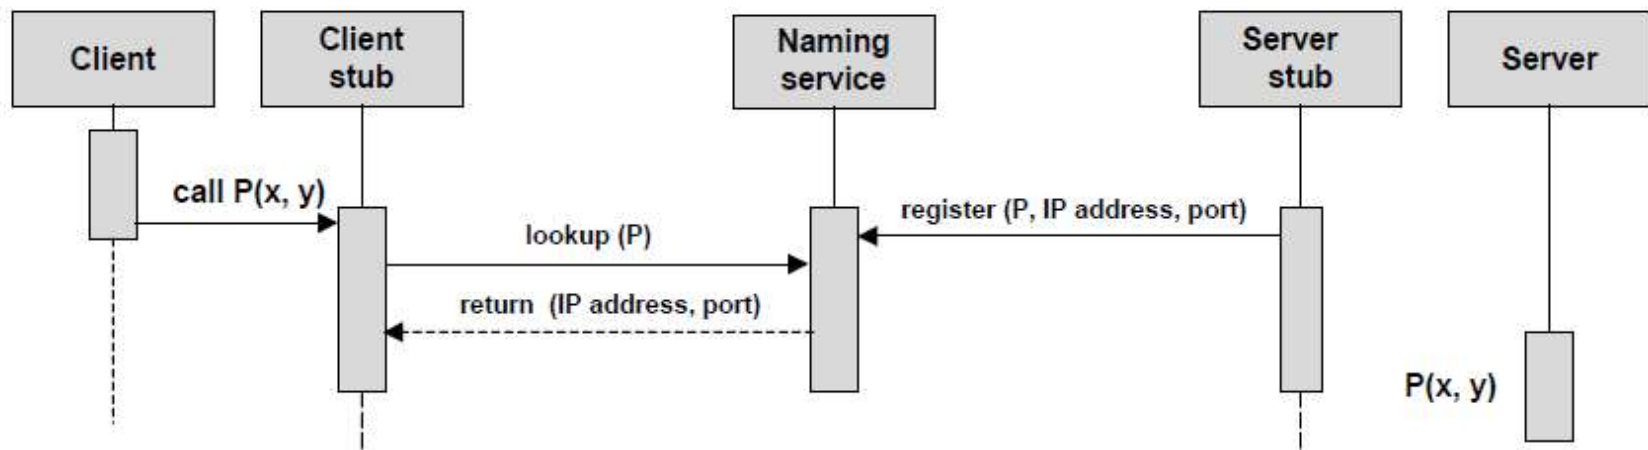 Client
Client
stub
Naming
service
Server
stub
Server
call P(x, y)
register (P, IP address, port)
lookup (P)
return (IP address, port)
P(x, y)